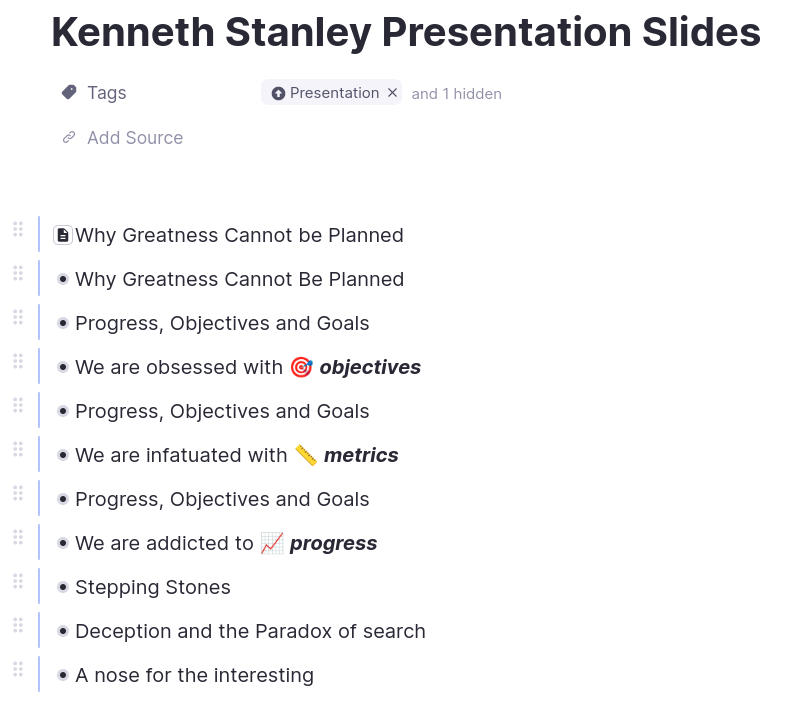 Kenneth Stanley Presentation Slides
Tags Presentation × and 1 hidden
Add Source
Why Greatness Cannot be Planned
Why Greatness Cannot Be Planned
Progress, Objectives and Goals
We are obsessed with 🎯 objectives
Progress, Objectives and Goals
We are infatuated with 📏 metrics
Progress, Objectives and Goals
We are addicted to 📈 progress
Stepping Stones
Deception and the Paradox of search
A nose for the interesting